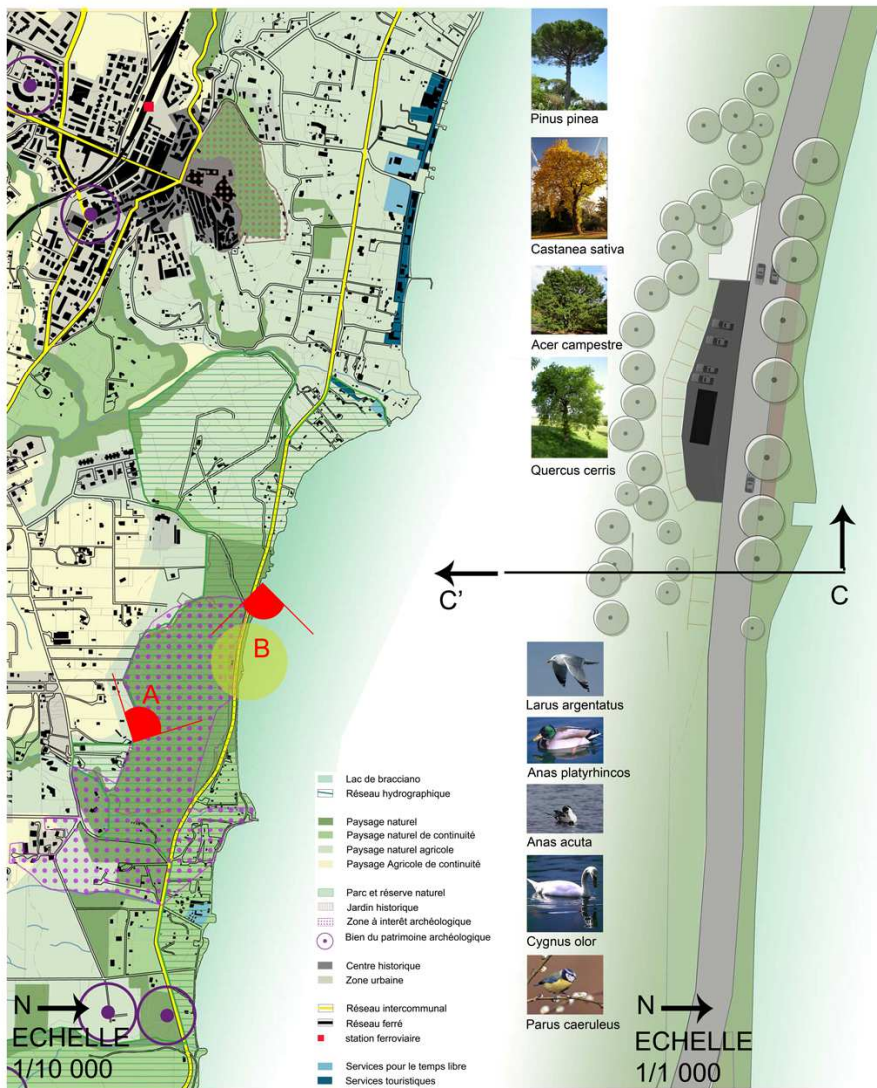 A
B
N
ECHELLE
1/10 000
Lac de bracciano
Réseau hydrographique
Paysage naturel
Paysage naturel de continuité
Paysage naturel agricole
Paysage Agricole de continuité
Parc et réserve naturel
Jardin historique
Zone à interêt archéologique
Bien du patrimoine archéologique
Centre historique
Zone urbaine
Réseau intercommunal
Réseau ferré
station ferroviaire
Services pour le temps libre
Services touristiques
Pinus pinea
Castanea sativa
Acer campestre
Quercus cerris
C'
C
Larus argentatus
Anas platyrhincos
Anas acuta
Cygnus olor
Parus caeruleus
N
ECHELLE
1/1 000